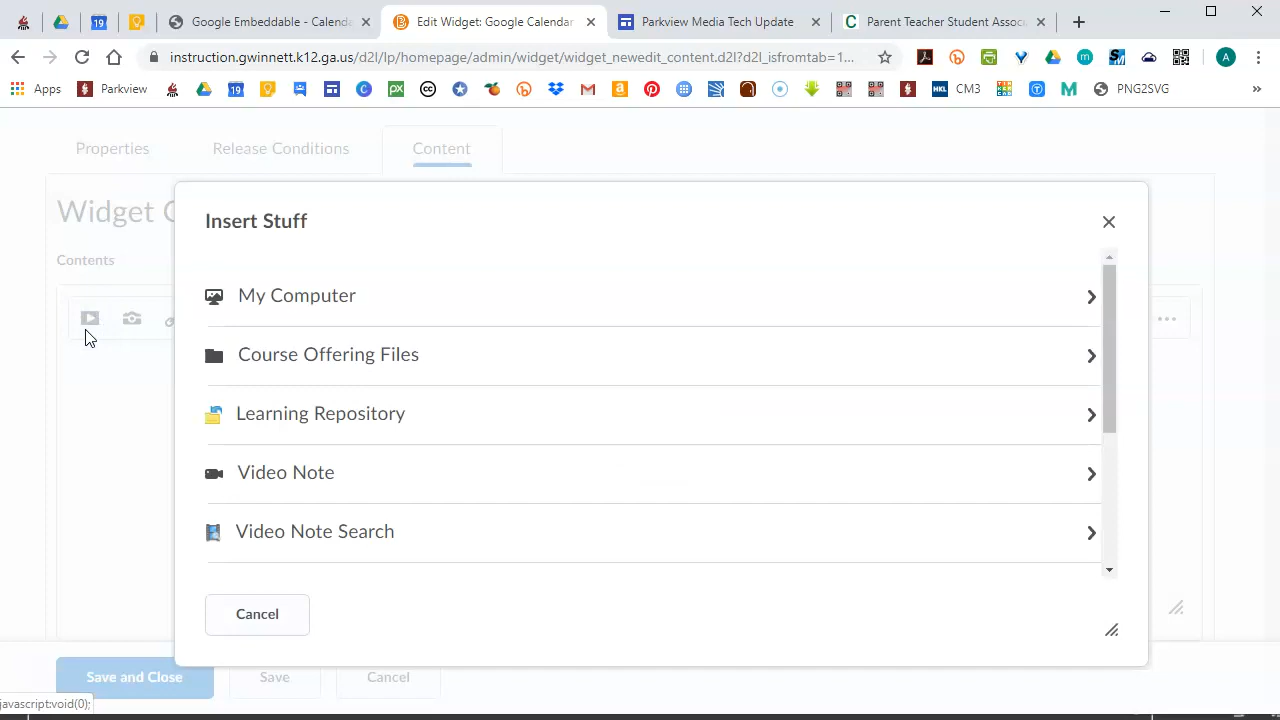 Google Embeddable - Calenda
Edit Widget: Google Calendar
Parkview Media Tech Update
Parent Teacher Student Associ
instruction.gwinnett.k12.ga.us/d2l/lp/homepage/admin/widget/widget_newedit_content.d2l?d2l_isfromtab=1...
A
Apps
Parkview
CM3
PNG2SVG
»
Properties
Release Conditions
Content
Widget C
Contents
Insert Stuff
My Computer
Course Offering Files
Learning Repository
Video Note
Video Note Search
Cancel
Save and Close
Save
Cancel
javascript:void(0);